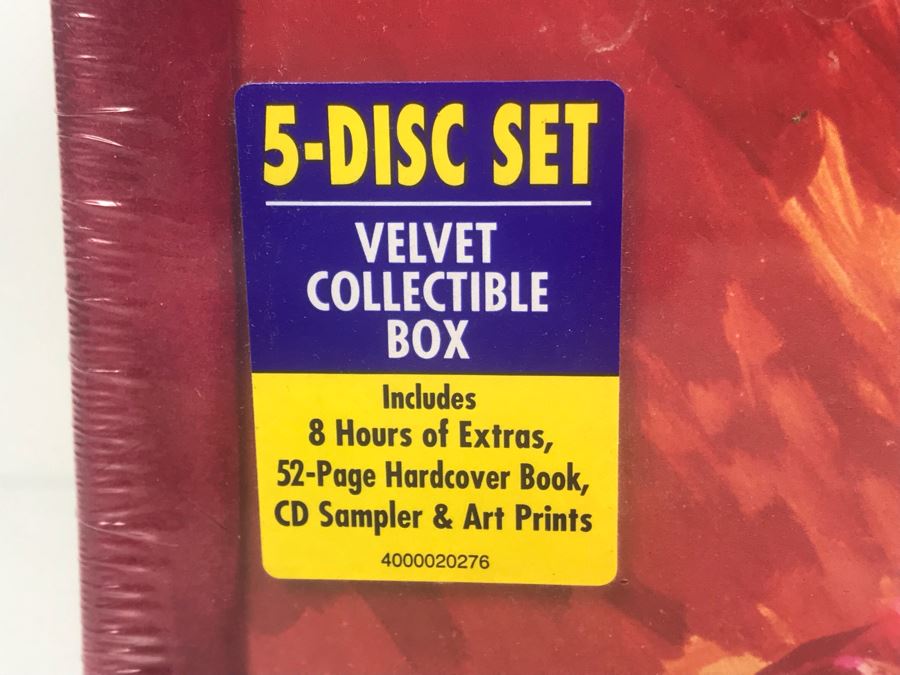 5-DISC SET
VELVET
COLLECTIBLE
BOX
Includes
8 Hours of Extras,
52-Page Hardcover Book,
CD Sampler & Art Prints
4000020276